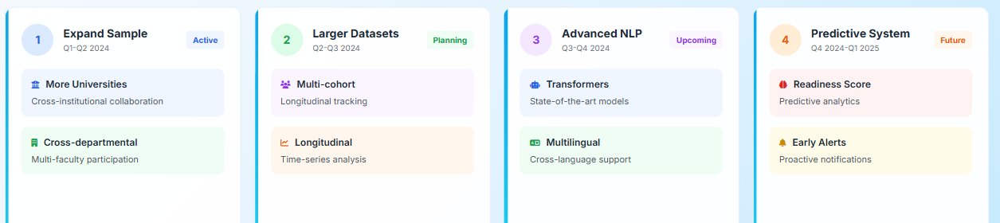 1
Expand Sample
Q1-Q2 2024
Active
More Universities
Cross-institutional collaboration
Cross-departmental
Multi-faculty participation
2
Larger Datasets
Q2-Q3 2024
Planning
Multi-cohort
Longitudinal tracking
Longitudinal
Time-series analysis
3
Advanced NLP
Q3-Q4 2024
Upcoming
Transformers
State-of-the-art models
Multilingual
Cross-language support
4
Predictive System
Q4 2024-Q1 2025
Future
Readiness Score
Predictive analytics
Early Alerts
Proactive notifications